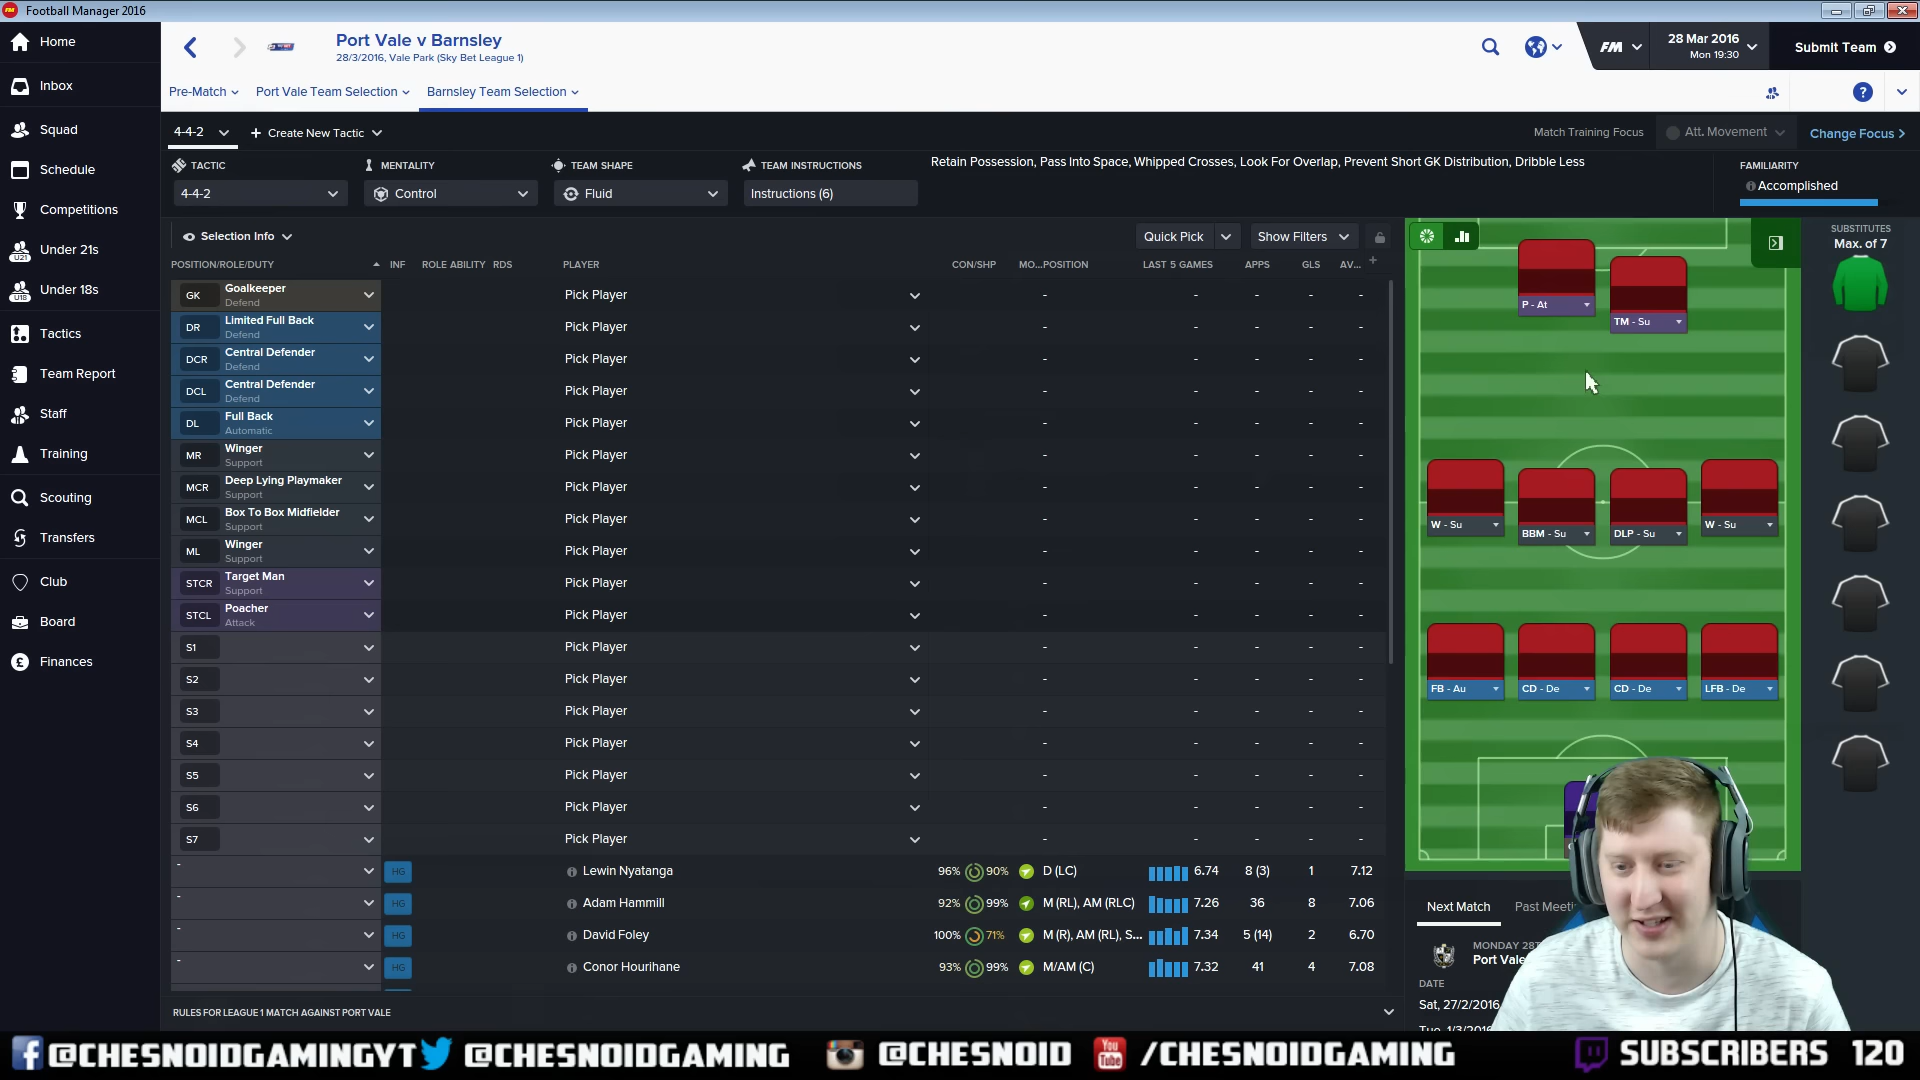 Football Manager 2016
Home
Inbox
Squad
Schedule
Competitions
Under 21s
Under 18s
Tactics
Team Report
Staff
Training
Scouting
Transfers
Club
Board
Finances
Port Vale v Barnsley
28/3/2016, Vale Park (Sky Bet League 1)
FM
28 Mar 2016
Mon 19:30
Submit Team
Pre-Match
Port Vale Team Selection
Barnsley Team Selection
4-4-2
Create New Tactic
Match Training Focus
Att. Movement
Change Focus >
TACTIC
MENTALITY
TEAM SHAPE
TEAM INSTRUCTIONS
Retain Possession, Pass Into Space, Whipped Crosses, Look For Overlap, Prevent Short GK Distribution, Dribble Less
FAMILIARITY
Accomplished
4-4-2
Control
Fluid
Instructions (6)
Selection Info
Quick Pick
Show Filters
POSITION/ROLE/DUTY INF ROLE ABILITY RDS PLAYER CON/SHP MO...POSITION LAST 5 GAMES APPS GLS AV...
GK Goalkeeper Pick Player - - - - -
Defend
DR Limited Full Back Pick Player - - - - -
Defend
DCR Central Defender Pick Player - - - - -
Defend
DCL Central Defender Pick Player - - - - -
Defend
DL Full Back Pick Player - - - - -
Automatic
MR Winger Pick Player - - - - -
Support
MCR Deep Lying Playmaker Pick Player - - - - -
Support
MCL Box To Box Midfielder Pick Player - - - - -
Support
ML Winger Pick Player - - - - -
Support
STCR Target Man Pick Player - - - - -
Support
STCL Poacher Pick Player - - - - -
Attack
S1 Pick Player - - - - -
S2 Pick Player - - - - -
S3 Pick Player - - - - -
S4 Pick Player - - - - -
S5 Pick Player - - - - -
S6 Pick Player - - - - -
S7 Pick Player - - - - -
- HG Lewin Nyatanga 96% 90% D (LC) 6.74 8 (3) 1 7.12
- HG Adam Hammill 92% 99% M (RL), AM (RLC) 7.26 36 8 7.06
- HG David Foley 100% 71% M (R), AM (RL), S... 7.34 5 (14) 2 6.70
- HG Conor Hourihane 93% 99% M/AM (C) 7.32 41 4 7.08
RULES FOR LEAGUE 1 MATCH AGAINST PORT VALE
P - At
TM - Su
W - Su
BBM - Su
DLP - Su
W - Su
FB - Au
CD - De
CD - De
LFB - De
SUBSTITUTES
Max. of 7
Next Match
MONDAY
Port Vale
DATE
Sat, 27/2/2016
@CHESNOIDGAMINGYT
@CHESNOIDGAMING
@CHESNOID
You Tube
/CHESNOIDGAMING
SUBSCRIBERS 120